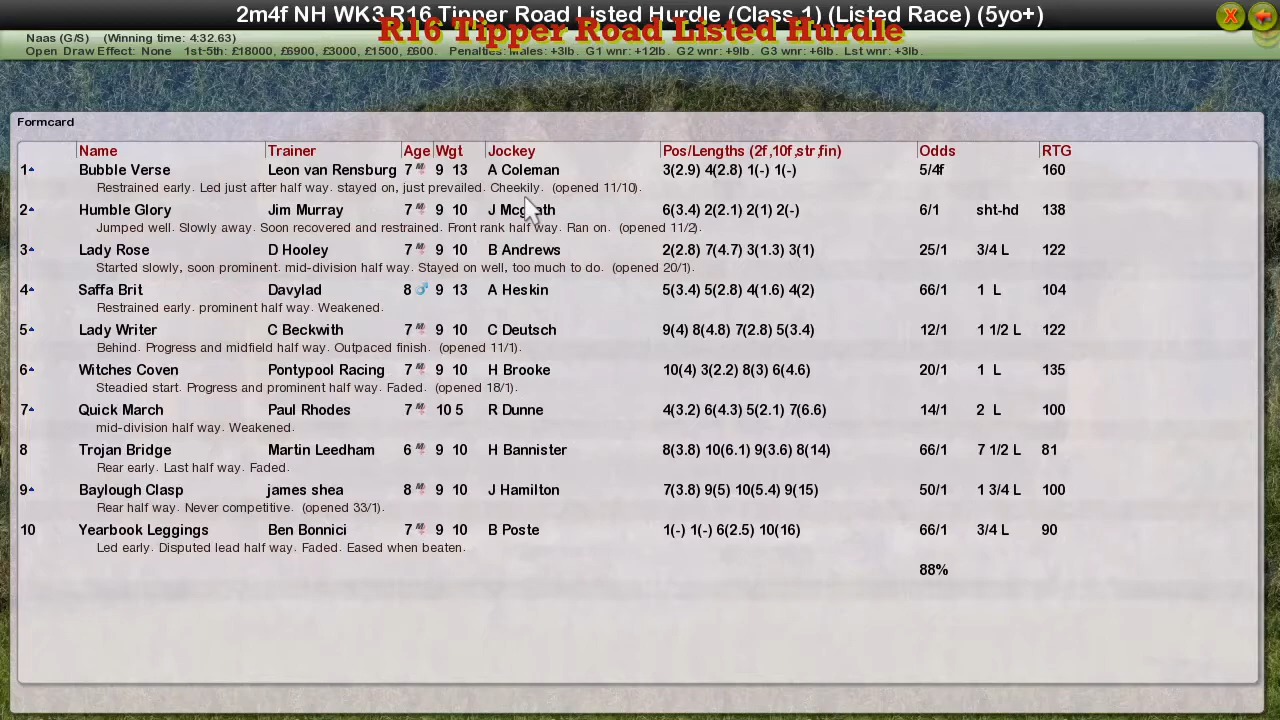 2m4f NH WK3 R16 Tipper Road Listed Hurdle (Class 1) (Listed Race) (5yo+)
R16 Tipper Road Listed Hurdle
Naas (G/S) (Winning time: 4:32.63)
Open Draw Effect: None 1st-5th: £18000, £6900, £3000, £1500, £600. Penalties: Males: +3lb. G1 wnr: +12lb. G2 wnr: +9lb. G3 wnr: +6lb. Lst wnr: +3lb.
Formcard
Name Trainer Age Wgt Jockey Pos/Lengths (2f,10f,str,fin) Odds RTG
1 Bubble Verse Leon van Rensburg 7 9 13 A Coleman 3(2.9) 4(2.8) 1(-) 1(-) 5/4f 160
Restrained early. Led just after half way. stayed on, just prevailed. Cheekily. (opened 11/10).
2 Humble Glory Jim Murray 7 9 10 6(3.4) 2(2.1) 2(1) 2(-) 6/1 sht-hd 138
Jumped well. Slowly away. Soon recovered and restrained. Front rank half way. Ran on. (opened 11/2).
3 Lady Rose D Hooley 7 9 10 B Andrews 2(2.8) 7(4.7) 3(1.3) 3(1) 25/1 3/4 L 122
Started slowly, soon prominent. mid-division half way. Stayed on well, too much to do. (opened 20/1).
4 Saffa Brit Davylad 8 9 13 A Heskin 5(3.4) 5(2.8) 4(1.6) 4(2) 66/1 1 L 104
Restrained early. prominent half way. Weakened.
5 Lady Writer C Beckwith 7 9 10 C Deutsch 9(4) 8(4.8) 7(2.8) 5(3.4) 12/1 1 1/2 L 122
Behind. Progress and midfield half way. Outpaced finish. (opened 11/1).
6 Witches Coven Pontypool Racing 7 9 10 H Brooke 10(4) 3(2.2) 8(3) 6(4.6) 20/1 1 L 135
Steadied start. Progress and prominent half way. Faded. (opened 18/1).
7 Quick March Paul Rhodes 7 10 5 R Dunne 4(3.2) 6(4.3) 5(2.1) 7(6.6) 14/1 2 L 100
mid-division half way. Weakened.
8 Trojan Bridge Martin Leedham 6 9 10 H Bannister 8(3.8) 10(6.1) 9(3.6) 8(14) 66/1 7 1/2 L 81
Rear early. Last half way. Faded.
9 Baylough Clasp james shea 8 9 10 J Hamilton 7(3.8) 9(5) 10(5.4) 9(15) 50/1 1 3/4 L 100
Rear half way. Never competitive. (opened 33/1).
10 Yearbook Leggings Ben Bonnici 7 9 10 B Poste 1(-) 1(-) 6(2.5) 10(16) 66/1 3/4 L 90
Led early. Disputed lead half way. Faded. Eased when beaten.
88%